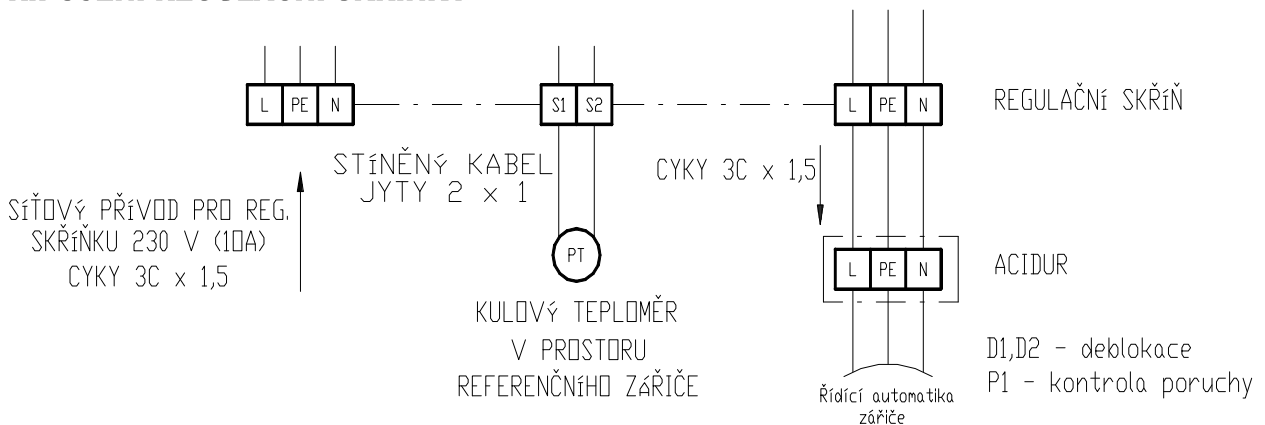 L PE N
S1 S2
L PE N
REGULAČNÍ SKŘÍŇ
STÍNĚNÝ KABEL
JYTY 2 x 1
CYKY 3C x 1,5
SÍŤOVÝ PŘÍVOD PRO REG.
SKŘÍŇKU 230 V (10A)
CYKY 3C x 1,5
PT
KULOVÝ TEPLOMĚR
V PROSTORU
REFERENČNÍHO ZÁŘIČE
L PE N
ACIDUR
D1,D2 - deblokace
P1 - kontrola poruchy
Řídící automatika
zářiče